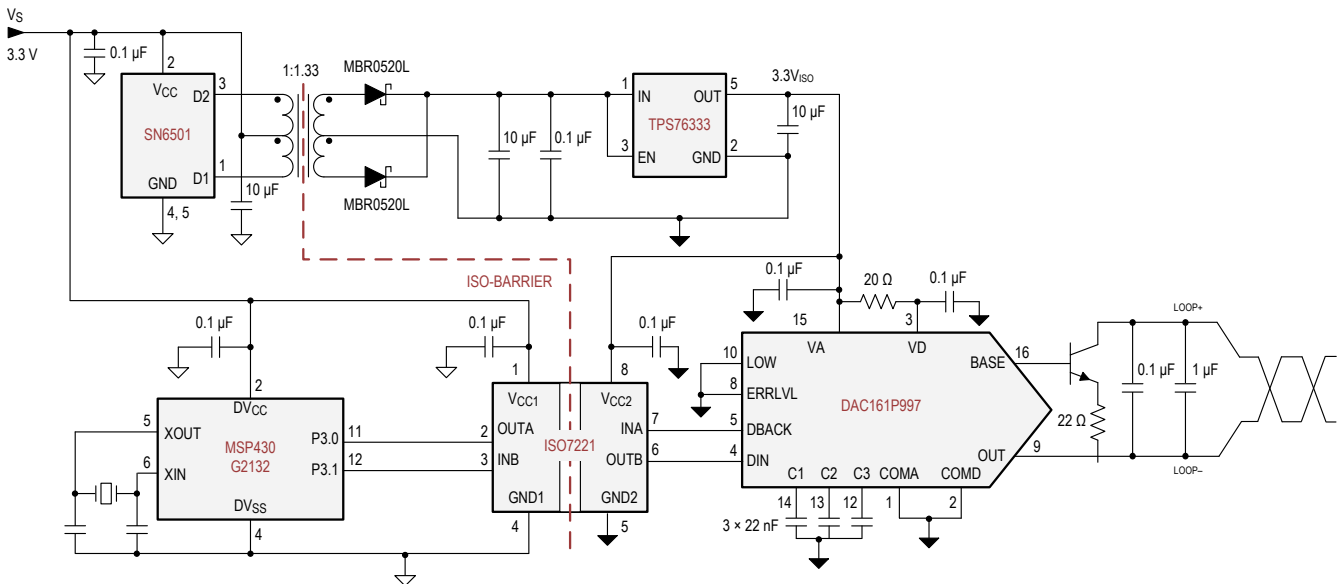 VS
3.3 V
0.1 µF
2
VCC
3
D2
SN6501
1
D1
GND
4, 5
10 µF
1:1.33
MBR0520L
MBR0520L
10 µF
0.1 µF
1
IN
OUT
5
TPS76333
3
EN
GND
2
3.3VISO
10 µF
ISO-BARRIER
0.1 µF
2
DVCC
5
XOUT
6
XIN
MSP430
G2132
P3.0
11
P3.1
12
DVSS
4
0.1 µF
1
VCC1
2
OUTA
3
INB
GND1
4
ISO7221
8
VCC2
INA
7
OUTB
6
GND2
5
0.1 µF
0.1 µF
20 Ω
0.1 µF
15
3
VA
VD
10
LOW
8
ERRLVL
5
DBACK
4
DIN
DAC161P997
BASE
16
OUT
9
C1
C2
C3
COMA
COMD
14
13
12
1
2
3 × 22 nF
22 Ω
0.1 µF
1 µF
LOOP+
LOOP–